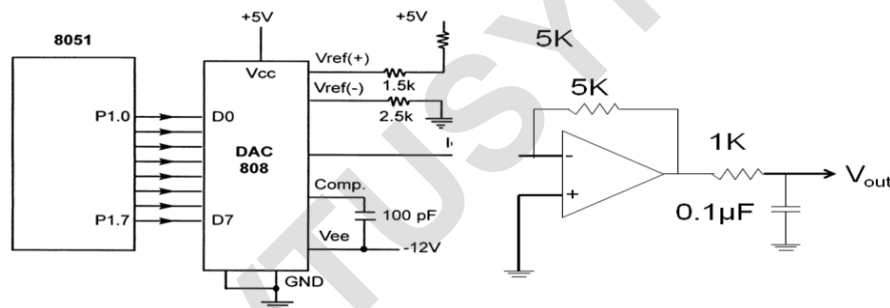 +5V
+5V
5K
8051
Vref(+)
Vcc
1.5k
5K
Vref(-)
2.5k
P1.0
D0
1K
DAC
808
-
Comp.
+
Vout
100 pF
0.1µF
P1.7
D7
Vee
-12V
GND
VTUSYN